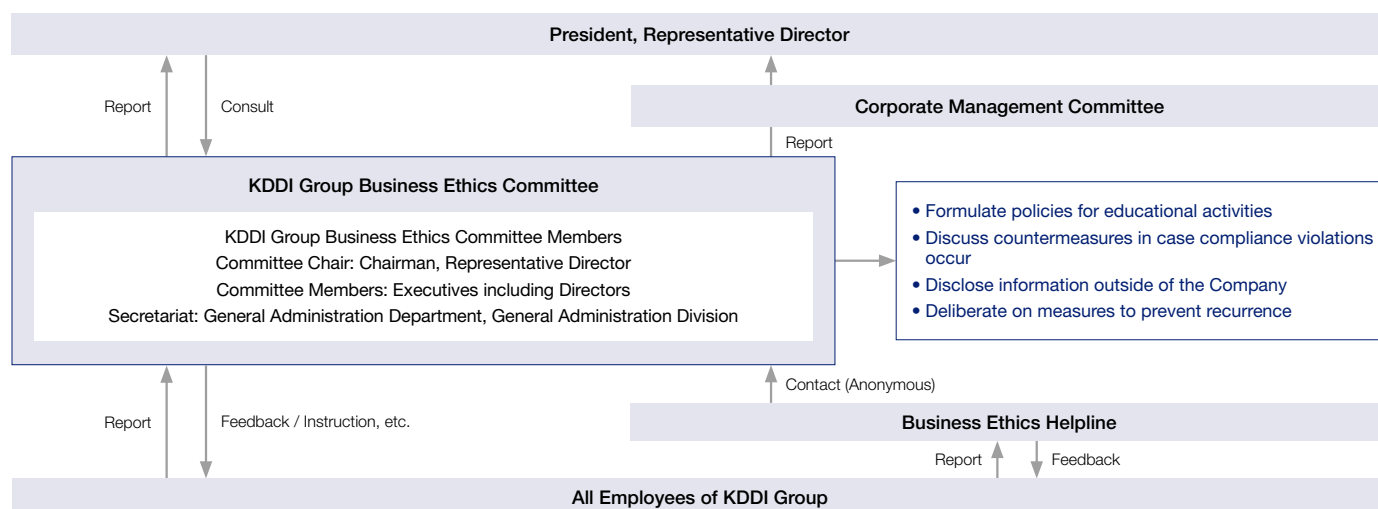 President, Representative Director
Report
Consult
Corporate Management Committee
Report
KDDI Group Business Ethics Committee
KDDI Group Business Ethics Committee Members
Committee Chair: Chairman, Representative Director
Committee Members: Executives including Directors
Secretariat: General Administration Department, General Administration Division
• Formulate policies for educational activities
• Discuss countermeasures in case compliance violations
occur
• Disclose information outside of the Company
• Deliberate on measures to prevent recurrence
Contact (Anonymous)
Report
Feedback / Instruction, etc.
Business Ethics Helpline
Report
Feedback
All Employees of KDDI Group